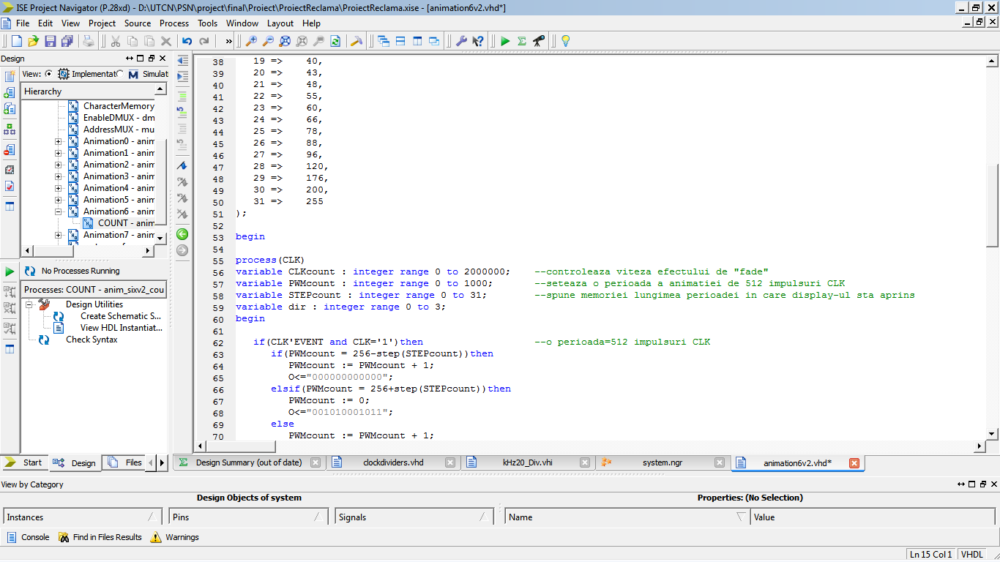 ISE Project Navigator (P.28xd) - D:\UTCN\PSN\project\final\Proiect\ProiectReclama\ProiectReclama.xise - [animation6v2.vhd*]
File Edit View Project Source Process Tools Window Layout Help
Design
View: Implementat Simulat
Hierarchy
CharacterMemory
EnableDMUX - dm
AddressMUX - mu
Animation0 - anim
Animation1 - anim
Animation2 - anim
Animation3 - anim
Animation4 - anim
Animation5 - anim
Animation6 - anim
COUNT - anim
Animation7 - anim
No Processes Running
Processes: COUNT - anim_sixv2_cou
Design Utilities
Create Schematic S...
View HDL Instantiat...
Check Syntax
Start Design Files
38 19 => 40,
39 20 => 43,
40 21 => 48,
41 22 => 55,
42 23 => 60,
43 24 => 66,
44 25 => 78,
45 26 => 88,
46 27 => 96,
47 28 => 120,
48 29 => 176,
49 30 => 200,
50 31 => 255
51 );
52
53 begin
54
55 process(CLK)
56 variable CLKcount : integer range 0 to 2000000; --controleaza viteza efectului de "fade"
57 variable PWMcount : integer range 0 to 1000; --seteaza o perioada a animatiei de 512 impulsuri CLK
58 variable STEPcount : integer range 0 to 31; --spune memoriei lungimea perioadei in care display-ul sta aprins
59 variable dir : integer range 0 to 3;
60 begin
61
62 if(CLK'EVENT and CLK='1')then --o perioada=512 impulsuri CLK
63 if(PWMcount = 256-step(STEPcount))then
64 PWMcount := PWMcount + 1;
65 O<="000000000000";
66 elsif(PWMcount = 256+step(STEPcount))then
67 PWMcount := 0;
68 O<="001010001011";
69 else
70 PWMcount := PWMcount + 1;
Design Summary (out of date) clockdividers.vhd kHz20_Div.vhi system.ngr animation6v2.vhd*
View by Category
Design Objects of system Properties: (No Selection)
Instances Pins Signals Name Value
Console Find in Files Results Warnings
Ln 15 Col 1 VHDL